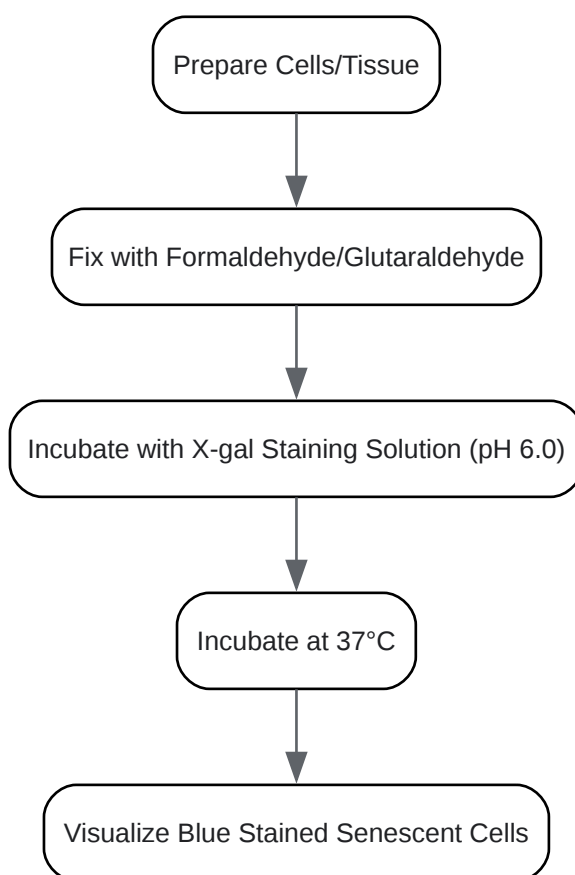 Prepare Cells/Tissue
Fix with Formaldehyde/Glutaraldehyde
Incubate with X-gal Staining Solution (pH 6.0)
Incubate at 37°C
Visualize Blue Stained Senescent Cells